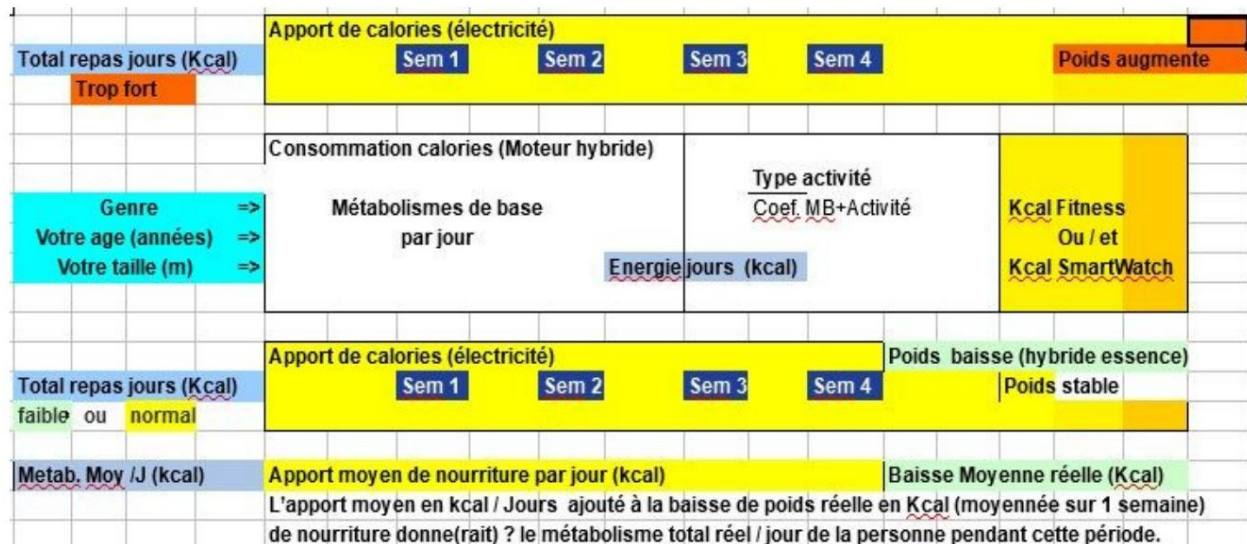 Apport de calories (électricité)
Total repas jours (Kcal) Sem 1 Sem 2 Sem 3 Sem 4 Poids augmente
Trop fort
Consommation calories (Moteur hybride)
Type activité
Genre => Métabolismes de base Coef. MB+Activité Kcal Fitness
Votre age (années) => par jour Ou / et
Votre taille (m) => Energie jours (kcal) Kcal SmartWatch
Apport de calories (électricité) Poids baisse (hybride essence)
Total repas jours (Kcal) Sem 1 Sem 2 Sem 3 Sem 4 Poids stable
faible ou normal
Metab. Moy /J (kcal) Apport moyen de nourriture par jour (kcal) Baisse Moyenne réelle (Kcal)
L'apport moyen en kcal / Jours ajouté à la baisse de poids réelle en Kcal (moyennée sur 1 semaine)
de nourriture donne(rait) ? le métabolisme total réel / jour de la personne pendant cette période.